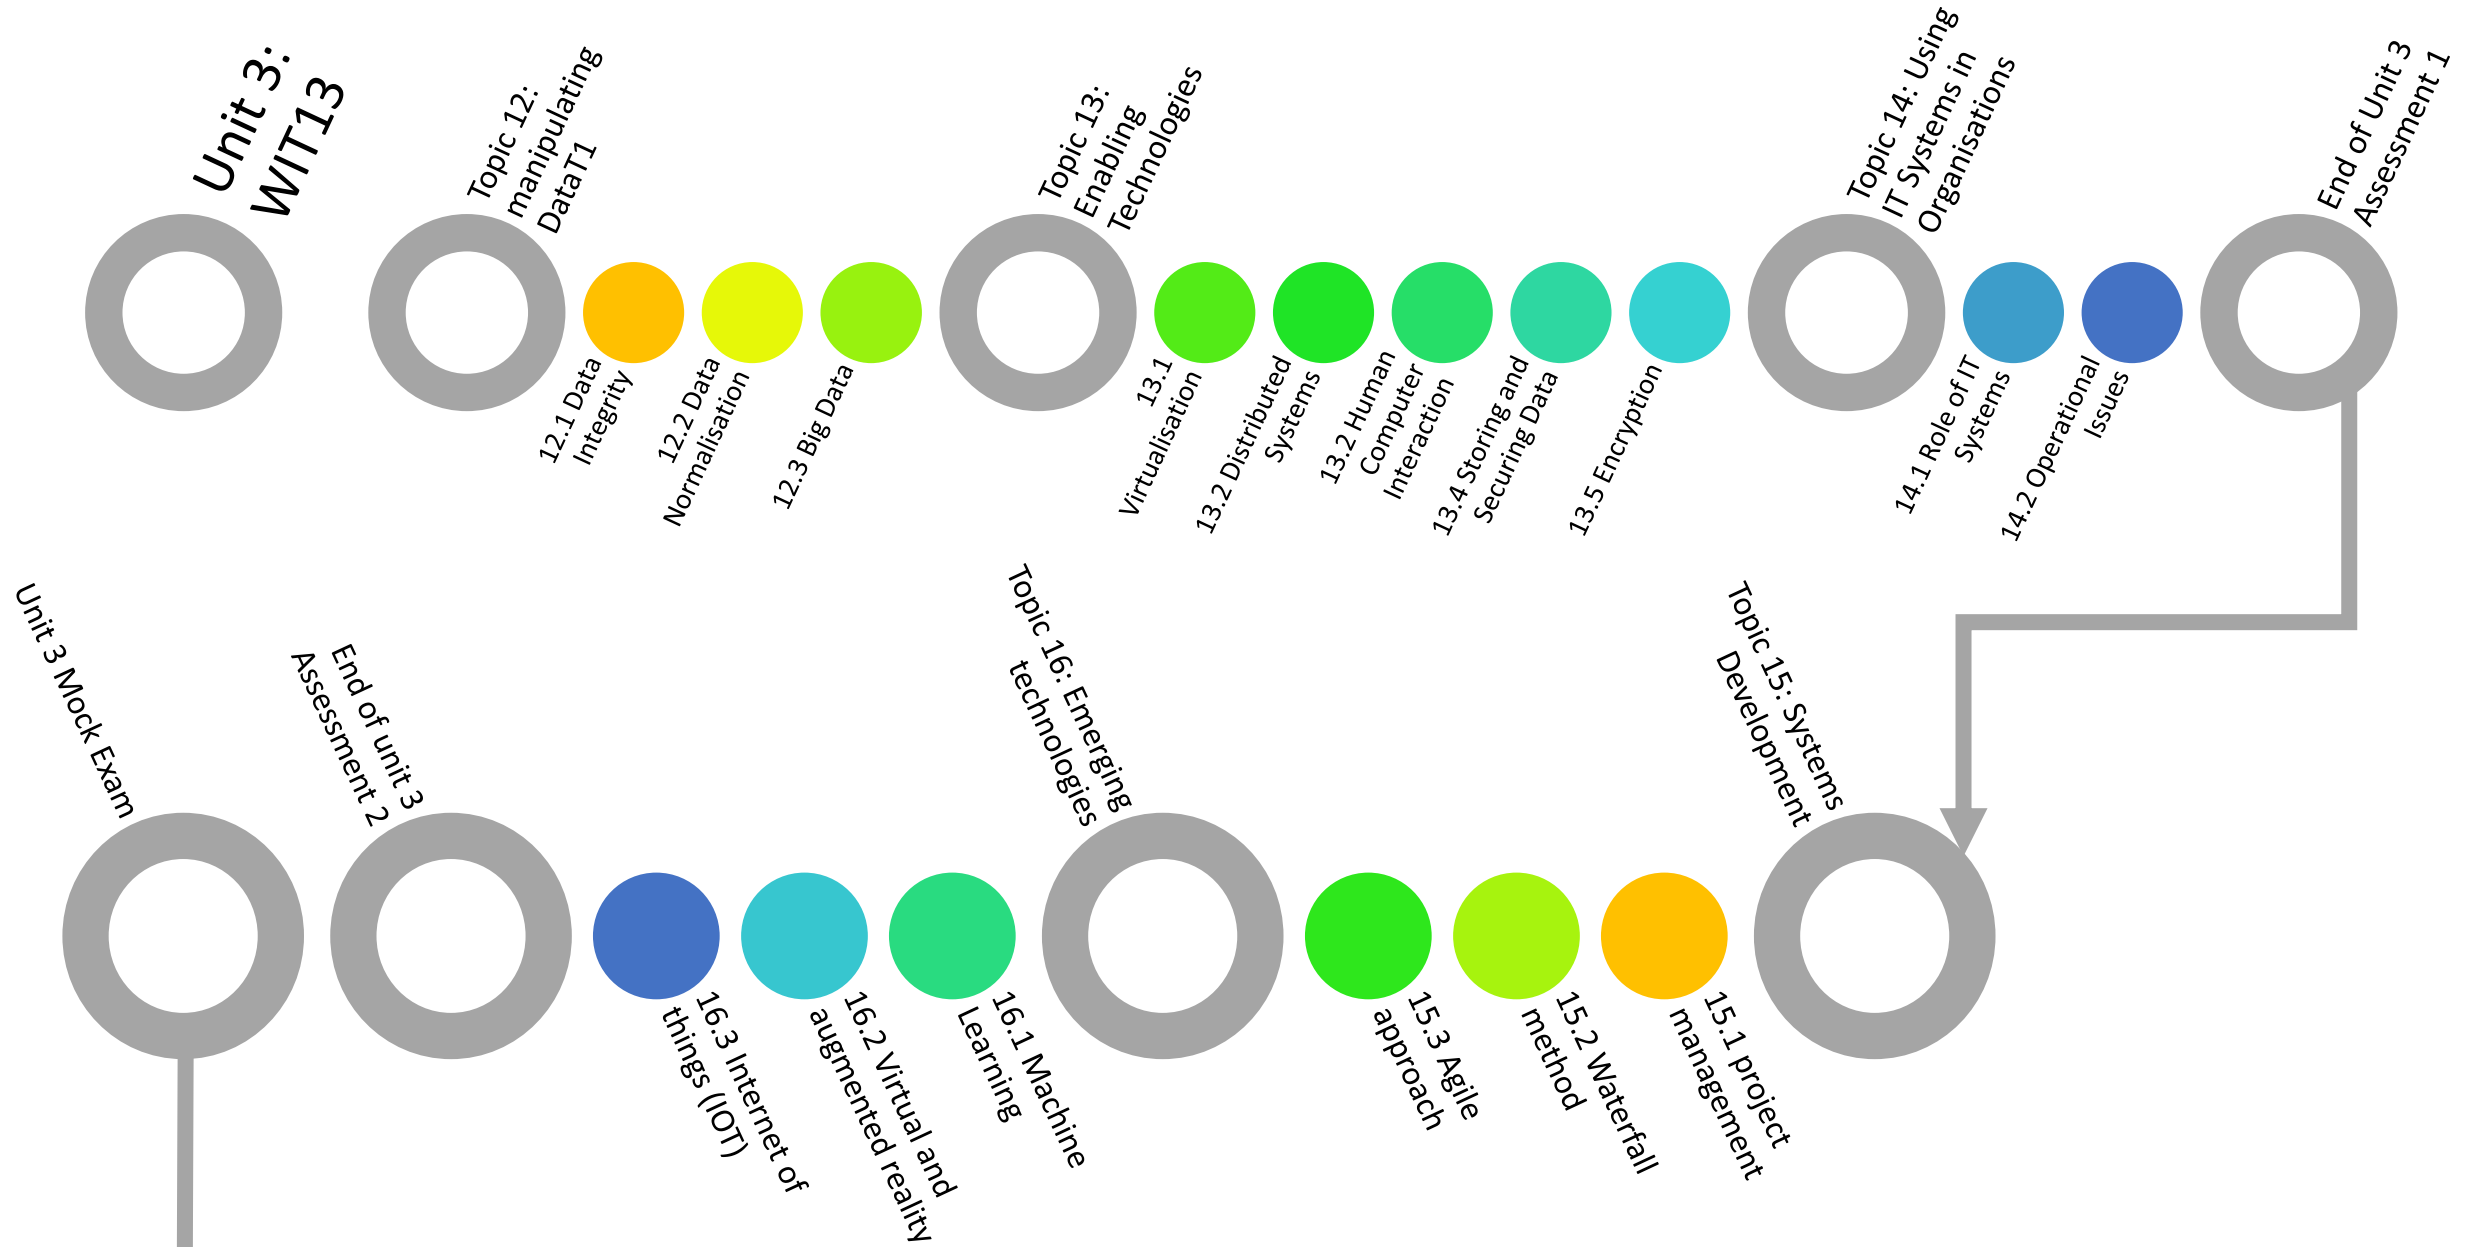 Unit 3:
WIT13
Topic 12:
manipulating
DataT1
12.1 Data
Integrity
12.2 Data
Normalisation
12.3 Big Data
Topic 13:
Enabling
Technologies
13.1
Virtualisation
13.2 Distributed
Systems
13.2 Human
Computer
Interaction
13.4 Storing and
Securing Data
13.5 Encryption
Topic 14: Using
IT Systems in
Organisations
14.1 Role of IT
Systems
14.2 Operational
Issues
End of Unit 3
Assessment 1
Topic 15: Systems
Development
15.1 project
management
15.2 Waterfall
method
15.3 Agile
approach
Topic 16: Emerging
technologies
16.1 Machine
Learning
16.2 Virtual and
augmented reality
16.3 Internet of
things (IOT)
End of unit 3
Assessment 2
Unit 3 Mock Exam